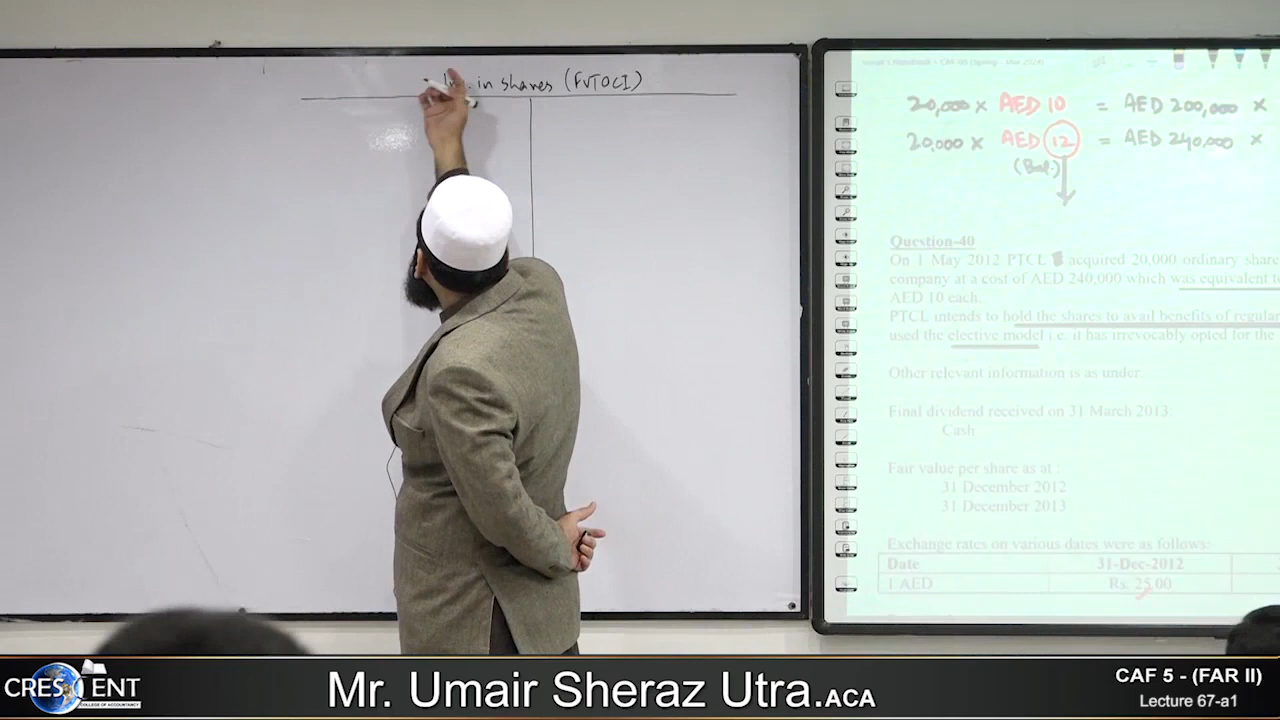 in shares (FVTOCI)
20,000 × AED 10 = AED 200,000 ×
20,000 × AED 12 = AED 240,000 ×
(Bal.)
Question-40
On 1 May 2012 PTCL acquired 20,000 ordinary share
company at a cost of AED 240,000 which was equivalent t
AED 10 each.
PTCL intends to hold the shares to avail benefits of regula
used the elective model i.e. it has irrevocably opted for the
Other relevant information is as under:
Final dividend received on 31 March 2013:
Cash
Fair value per share as at :
31 December 2012
31 December 2013
Exchange rates on various dates were as follows:
Date 31-Dec-2012
1 AED Rs. 25.00
CRESCENT
COLLEGE OF ACCOUNTANCY
Mr. Umair Sheraz Utra.ACA
CAF 5 - (FAR II)
Lecture 67-a1